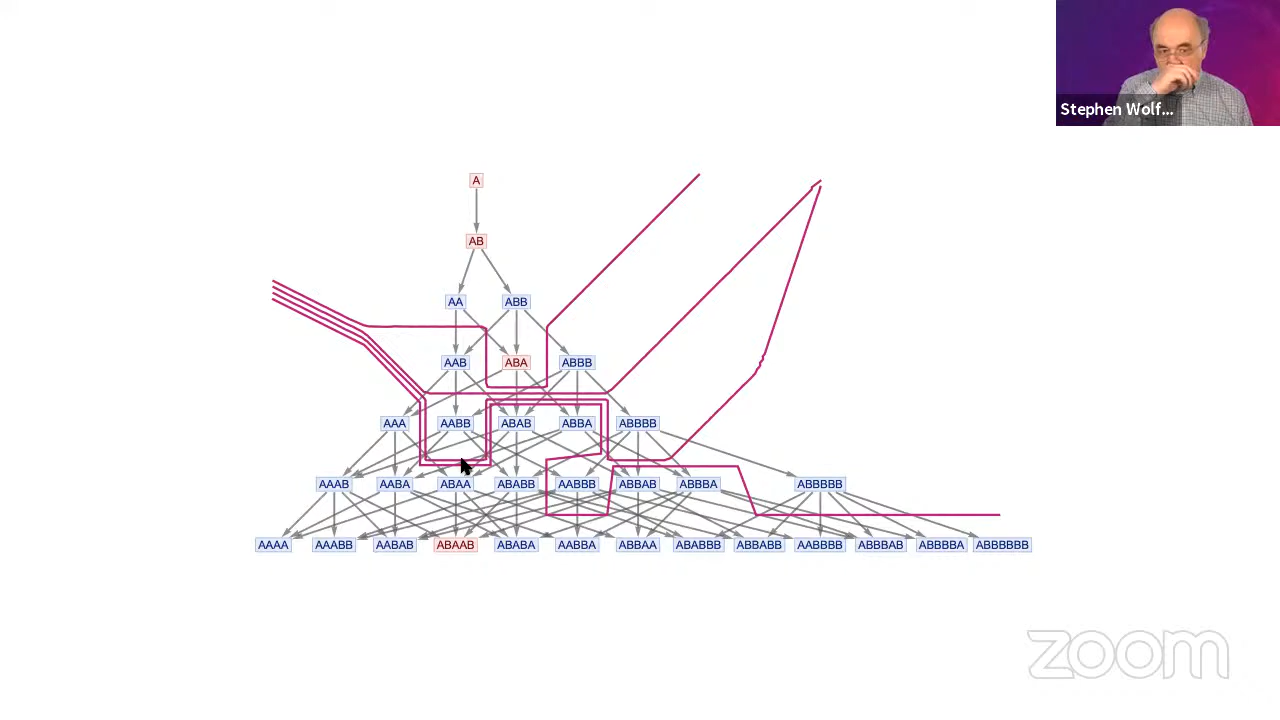 Stephen Wolf...
A
AB
AA ABB
AAB ABA ABBB
AAA AABB ABAB ABBA ABBBB
AAAB AABA ABAA ABABB AABBB ABBAB ABBBA ABBBBB
AAAA AAABB AABAB ABAAB ABABA AABBA ABBAA ABABBB ABBABB AABBBB ABBBAB ABBBBA ABBBBBB
zoom